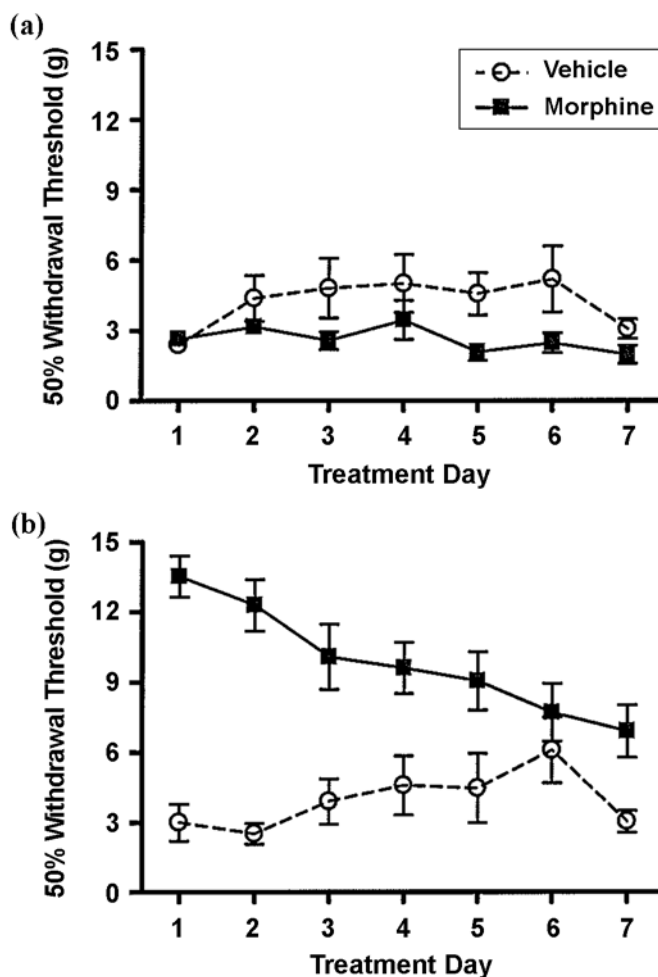 (a)
50% Withdrawal Threshold (g)
15
12
9
6
3
0
Vehicle
Morphine
1 2 3 4 5 6 7
Treatment Day
(b)
50% Withdrawal Threshold (g)
15
12
9
6
3
0
1 2 3 4 5 6 7
Treatment Day